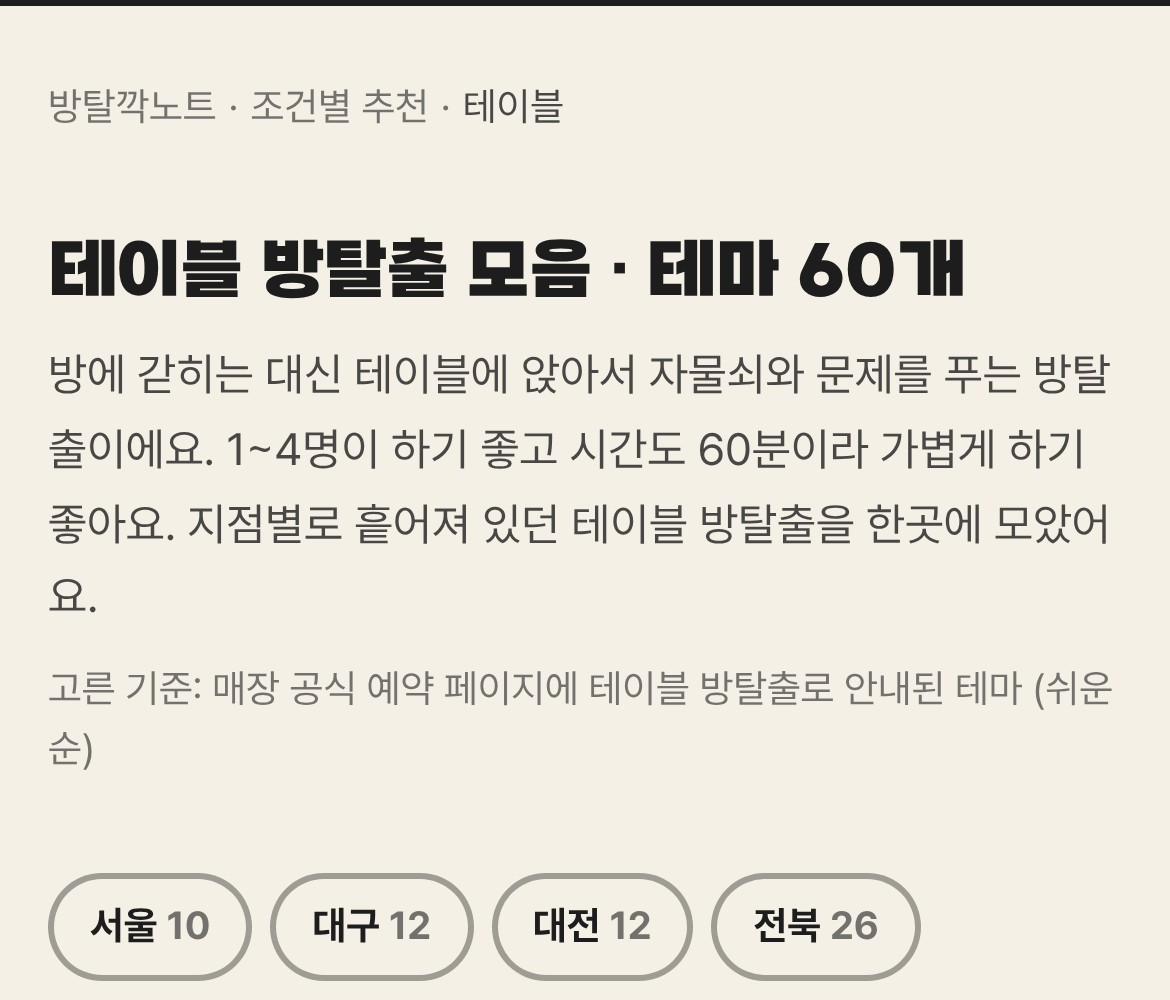 방탈깍노트 · 조건별 추천 · 테이블
테이블 방탈출 모음 · 테마 60개
방에 갇히는 대신 테이블에 앉아서 자물쇠와 문제를 푸는 방탈
출이에요. 1~4명이 하기 좋고 시간도 60분이라 가볍게 하기
좋아요. 지점별로 흩어져 있던 테이블 방탈출을 한곳에 모았어
요.
고른 기준: 매장 공식 예약 페이지에 테이블 방탈출로 안내된 테마 (쉬운
순)
서울 10 대구 12 대전 12 전북 26